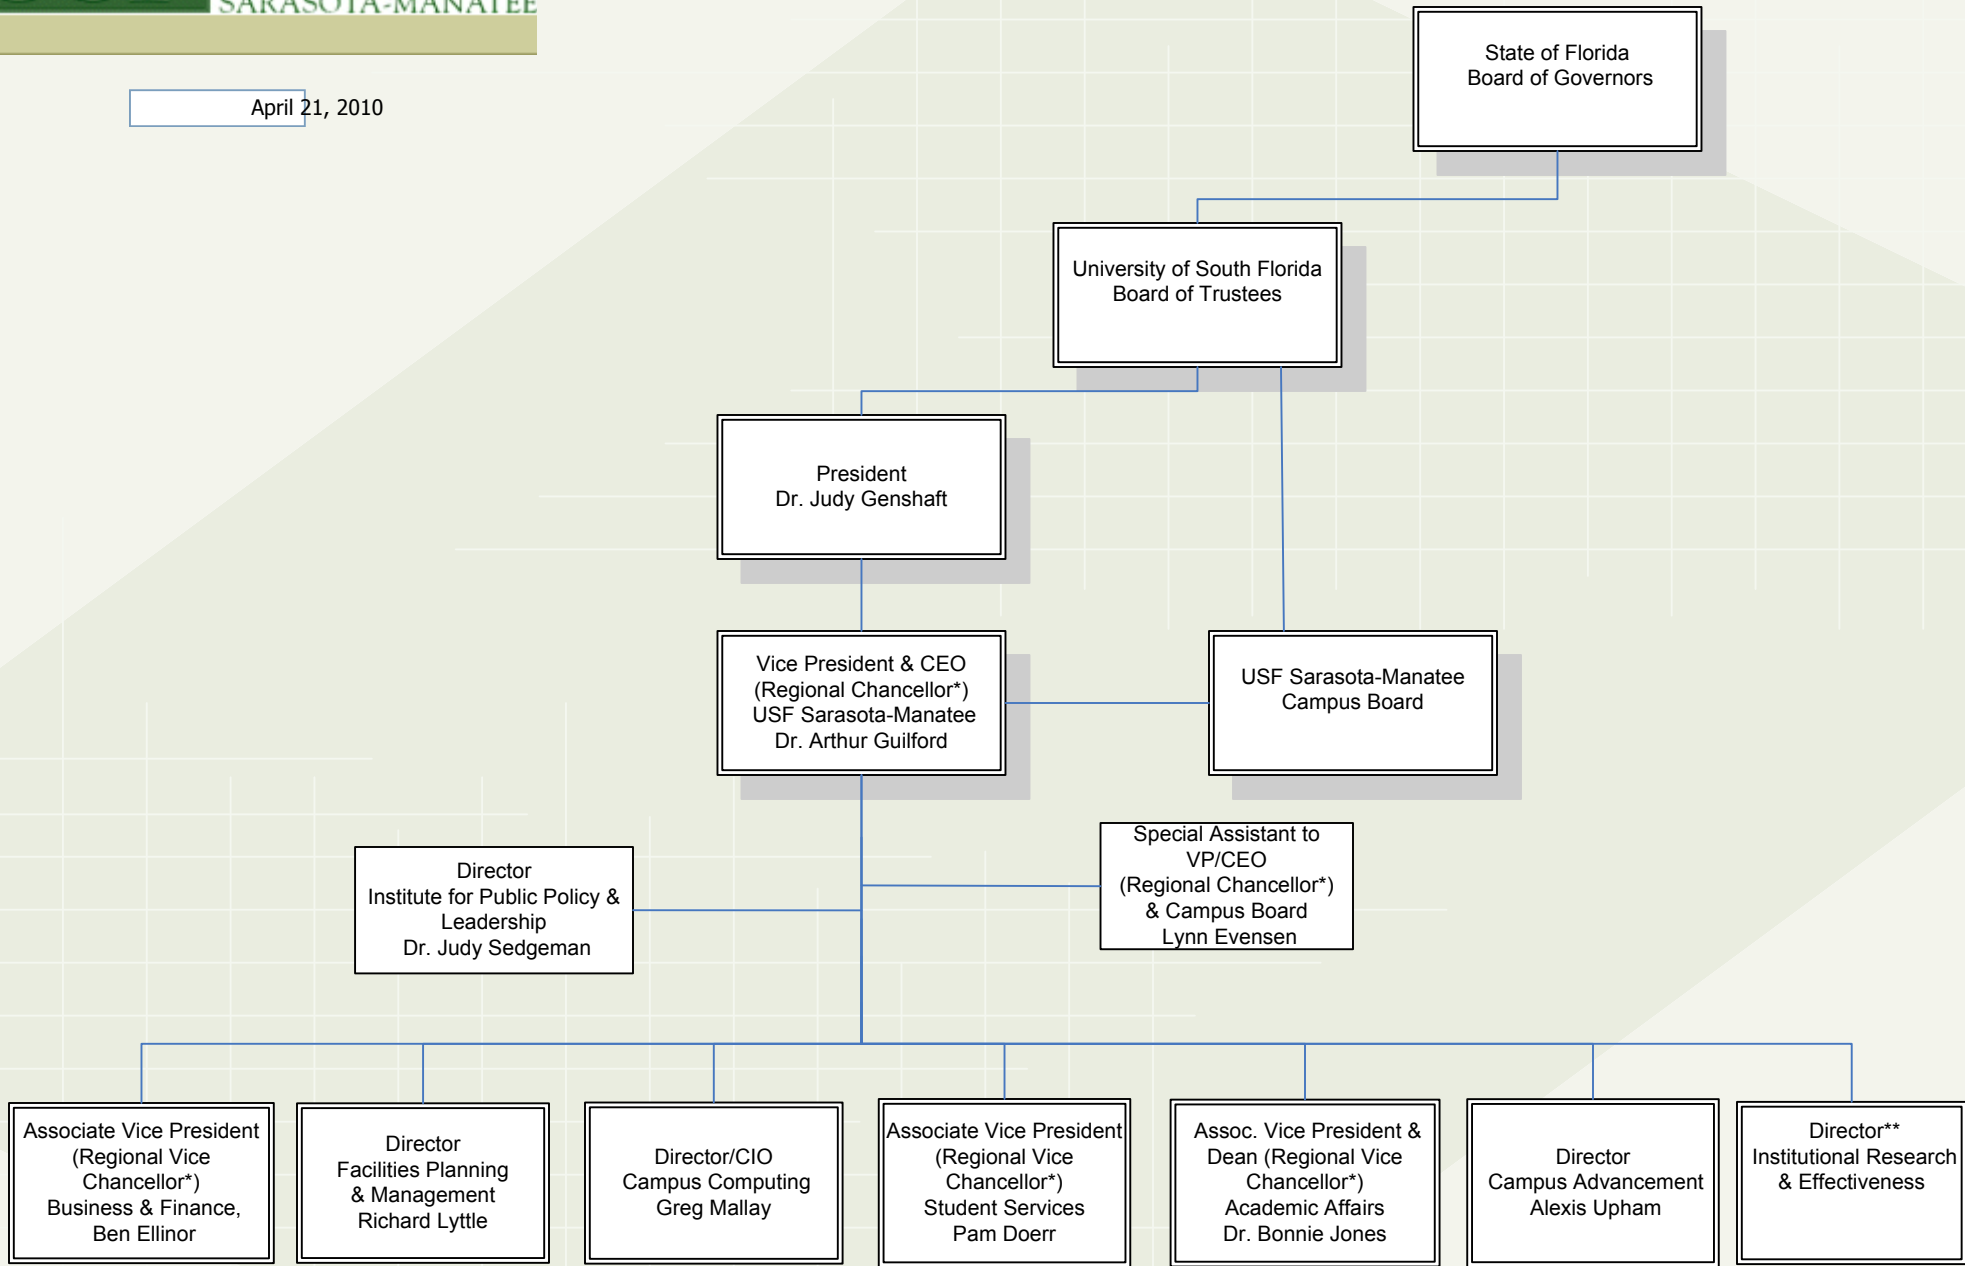 SARASOTA-MANATEE
April 21, 2010
State of Florida
Board of Governors
University of South Florida
Board of Trustees
President
Dr. Judy Genshaft
Vice President & CEO
(Regional Chancellor*)
USF Sarasota-Manatee
Dr. Arthur Guilford
USF Sarasota-Manatee
Campus Board
Director
Institute for Public Policy &
Leadership
Dr. Judy Sedgeman
Special Assistant to
VP/CEO
(Regional Chancellor*)
& Campus Board
Lynn Evensen
Associate Vice President
(Regional Vice
Chancellor*)
Business & Finance,
Ben Ellinor
Director
Facilities Planning
& Management
Richard Lyttle
Director/CIO
Campus Computing
Greg Mallay
Associate Vice President
(Regional Vice
Chancellor*)
Student Services
Pam Doerr
Assoc. Vice President &
Dean (Regional Vice
Chancellor*)
Academic Affairs
Dr. Bonnie Jones
Director
Campus Advancement
Alexis Upham
Director**
Institutional Research
& Effectiveness